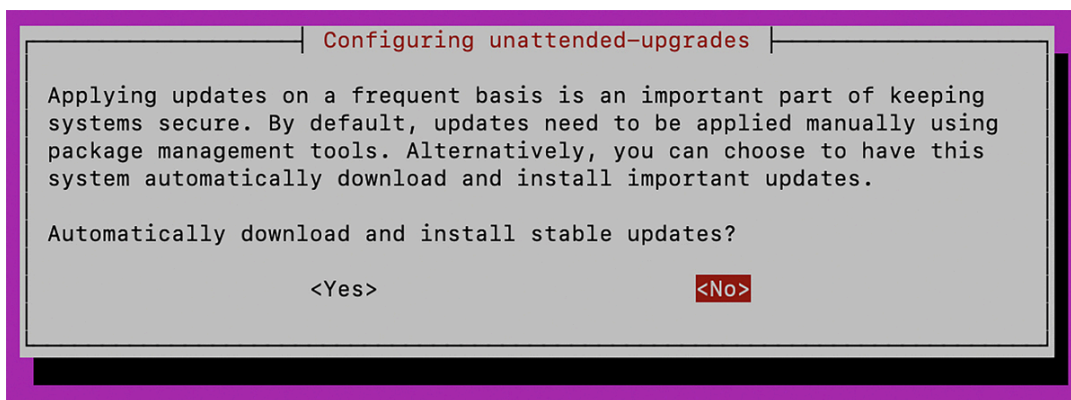 Configuring unattended-upgrades
Applying updates on a frequent basis is an important part of keeping
systems secure. By default, updates need to be applied manually using
package management tools. Alternatively, you can choose to have this
system automatically download and install important updates.
Automatically download and install stable updates?
<Yes> <No>